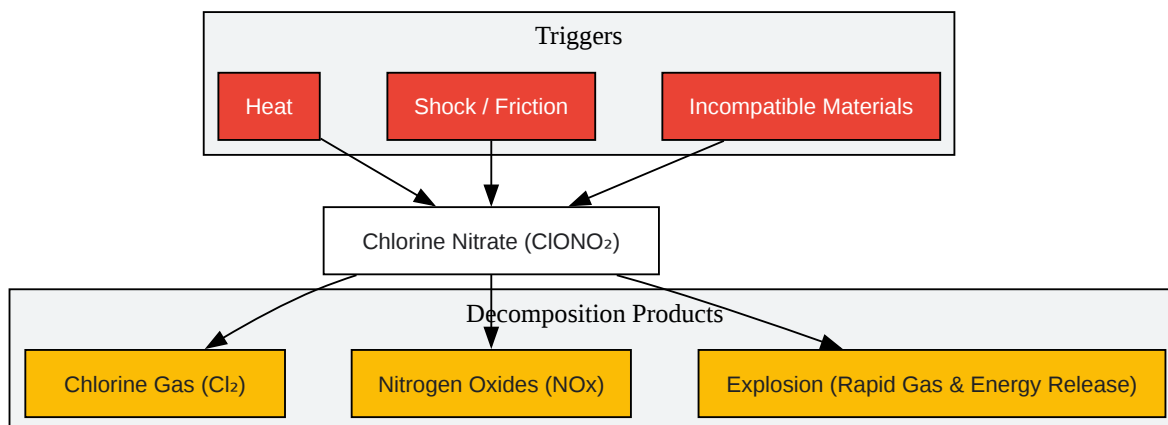 Triggers
Heat
Shock / Friction
Incompatible Materials
Chlorine Nitrate (ClONO₂)
Decomposition Products
Chlorine Gas (Cl₂)
Nitrogen Oxides (NOx)
Explosion (Rapid Gas & Energy Release)